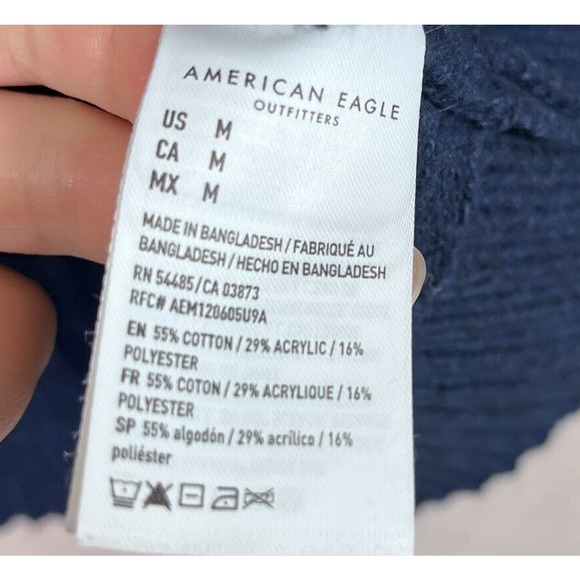 AMERICAN EAGLE
OUTFITTERS
US M
CA M
MX M
MADE IN BANGLADESH / FABRIQUÉ AU
BANGLADESH / HECHO EN BANGLADESH
RN 54485/CA 03873
RFC# AEM120605U9A
EN 55% COTTON / 29% ACRYLIC / 16%
POLYESTER
FR 55% COTON / 29% ACRYLIQUE / 16%
POLYESTER
SP 55% algodón / 29% acrílico / 16%
poliéster